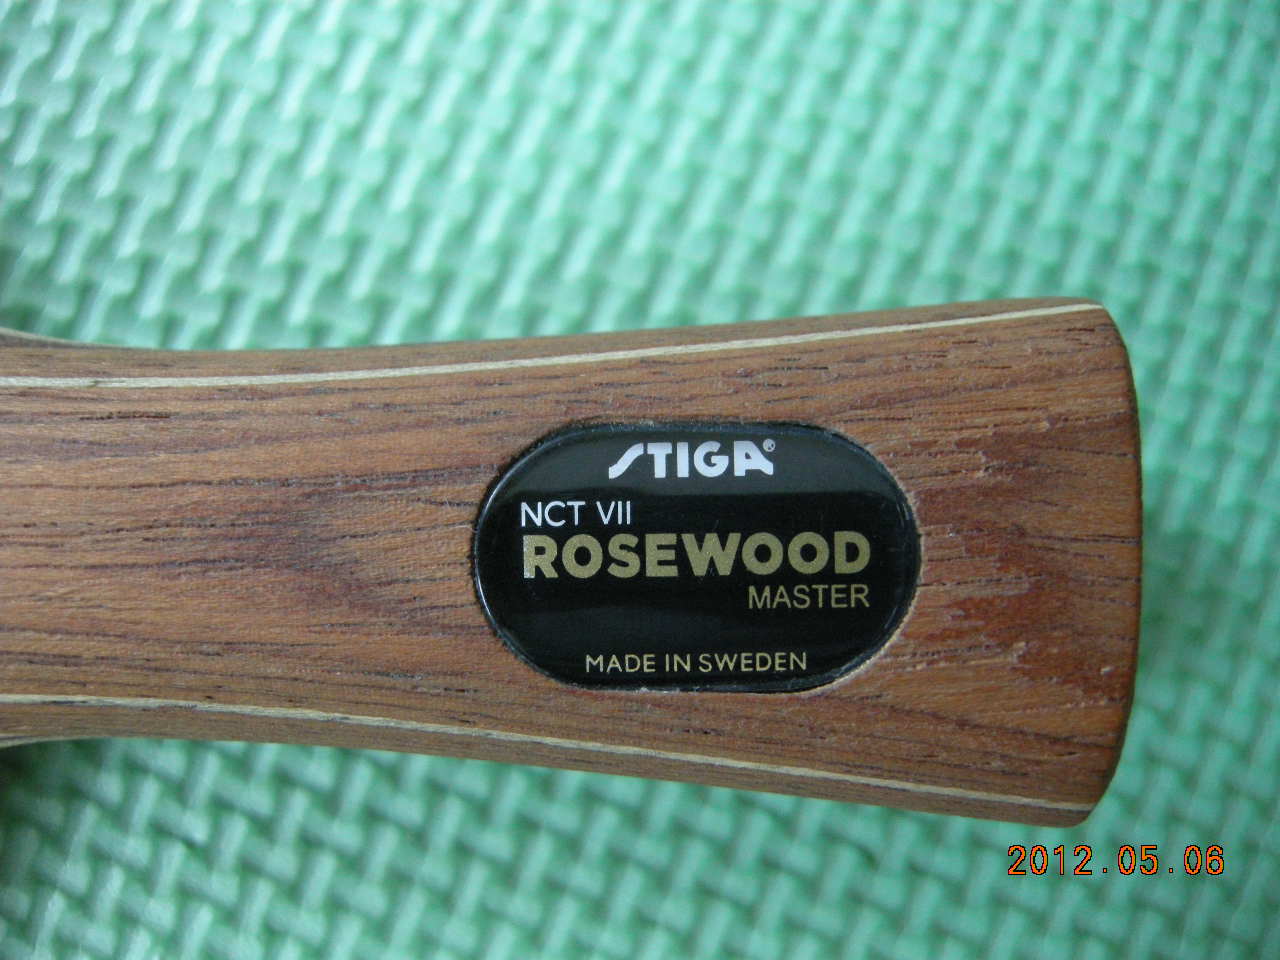 STIGA®
NCT VII
ROSEWOOD
MASTER
MADE IN SWEDEN
2012.05.06